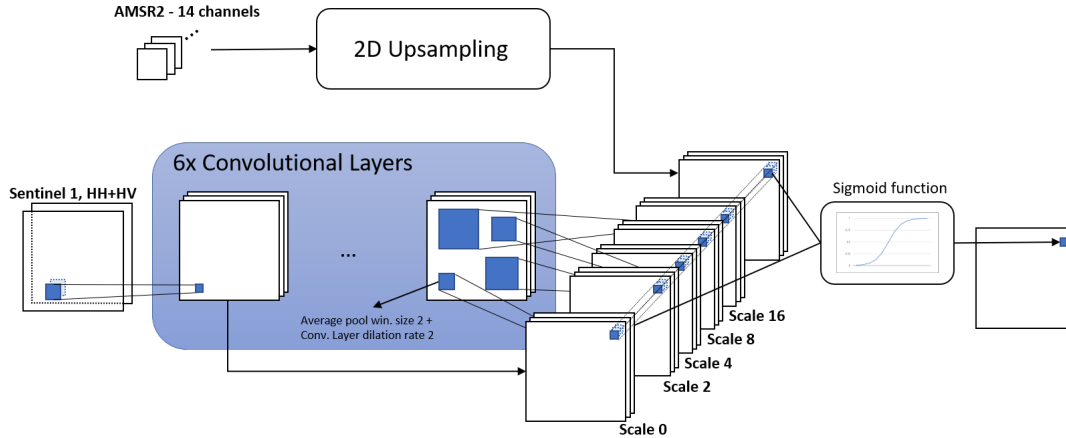 AMSR2 - 14 channels
2D Upsampling
6x Convolutional Layers
Sentinel 1, HH+HV
Sigmoid function
...
Average pool win. size 2 +
Conv. Layer dilation rate 2
Scale 16
Scale 8
Scale 4
Scale 2
Scale 0